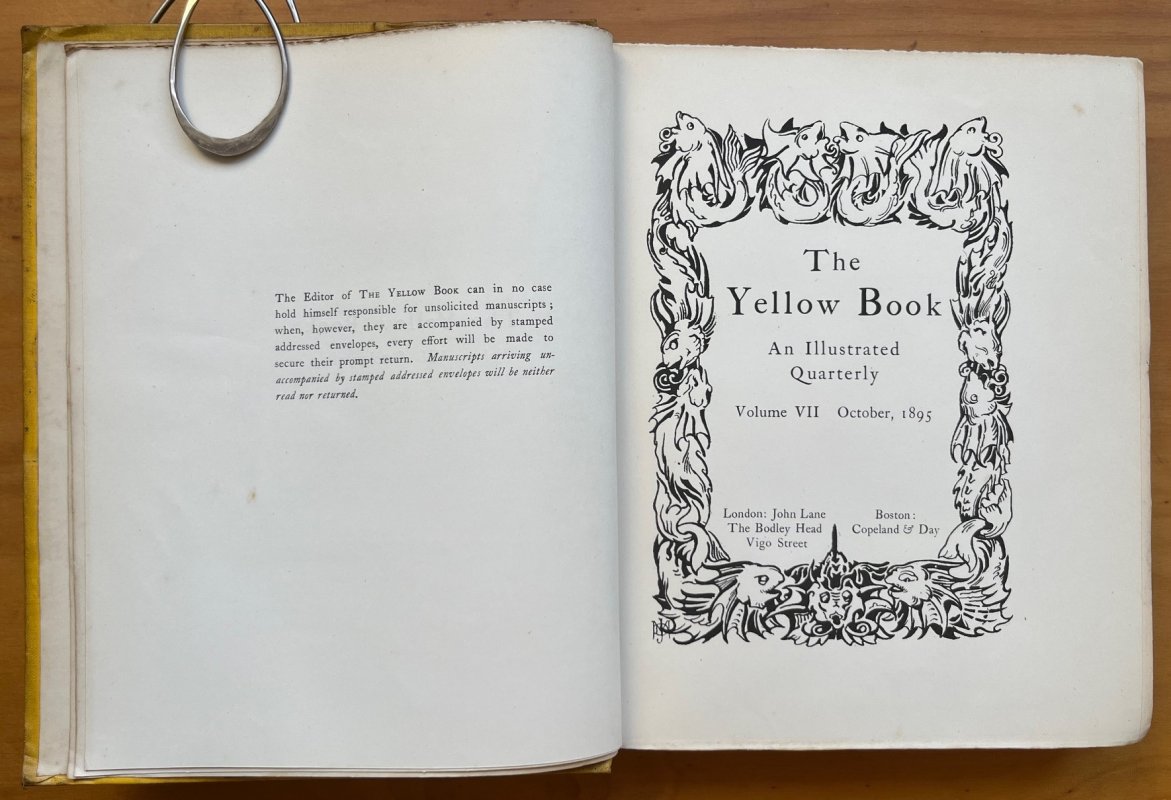 The Editor of THE YELLOW BOOK can in no case
hold himself responsible for unsolicited manuscripts ;
when, however, they are accompanied by stamped
addressed envelopes, every effort will be made to
secure their prompt return. Manuscripts arriving un-
accompanied by stamped addressed envelopes will be neither
read nor returned.
The
Yellow Book
An Illustrated
Quarterly
Volume VII October, 1895
London: John Lane
The Bodley Head
Vigo Street
Boston:
Copeland & Day